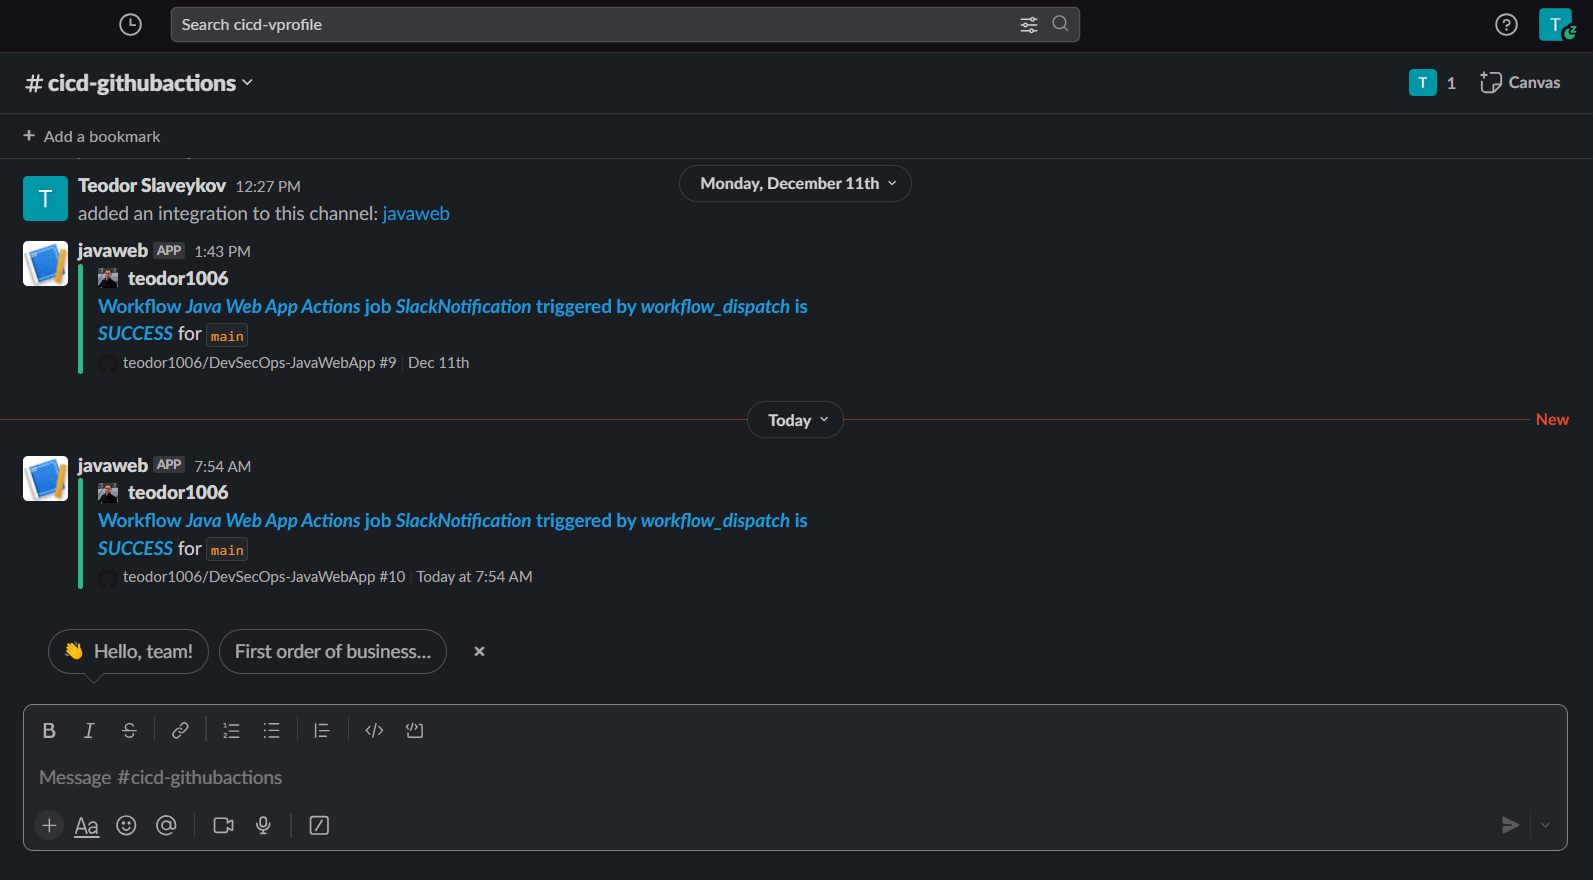 Search cicd-vprofile
T
# cicd-githubactions
T 1 Canvas
+ Add a bookmark
Monday, December 11th
T
Teodor Slaveykov 12:27 PM
added an integration to this channel: javaweb
javaweb APP 1:43 PM
teodor1006
Workflow Java Web App Actions job SlackNotification triggered by workflow_dispatch is
SUCCESS for main
teodor1006/DevSecOps-JavaWebApp #9 | Dec 11th
Today
New
javaweb APP 7:54 AM
teodor1006
Workflow Java Web App Actions job SlackNotification triggered by workflow_dispatch is
SUCCESS for main
teodor1006/DevSecOps-JavaWebApp #10 | Today at 7:54 AM
👋 Hello, team!
First order of business...
Message #cicd-githubactions
Aa